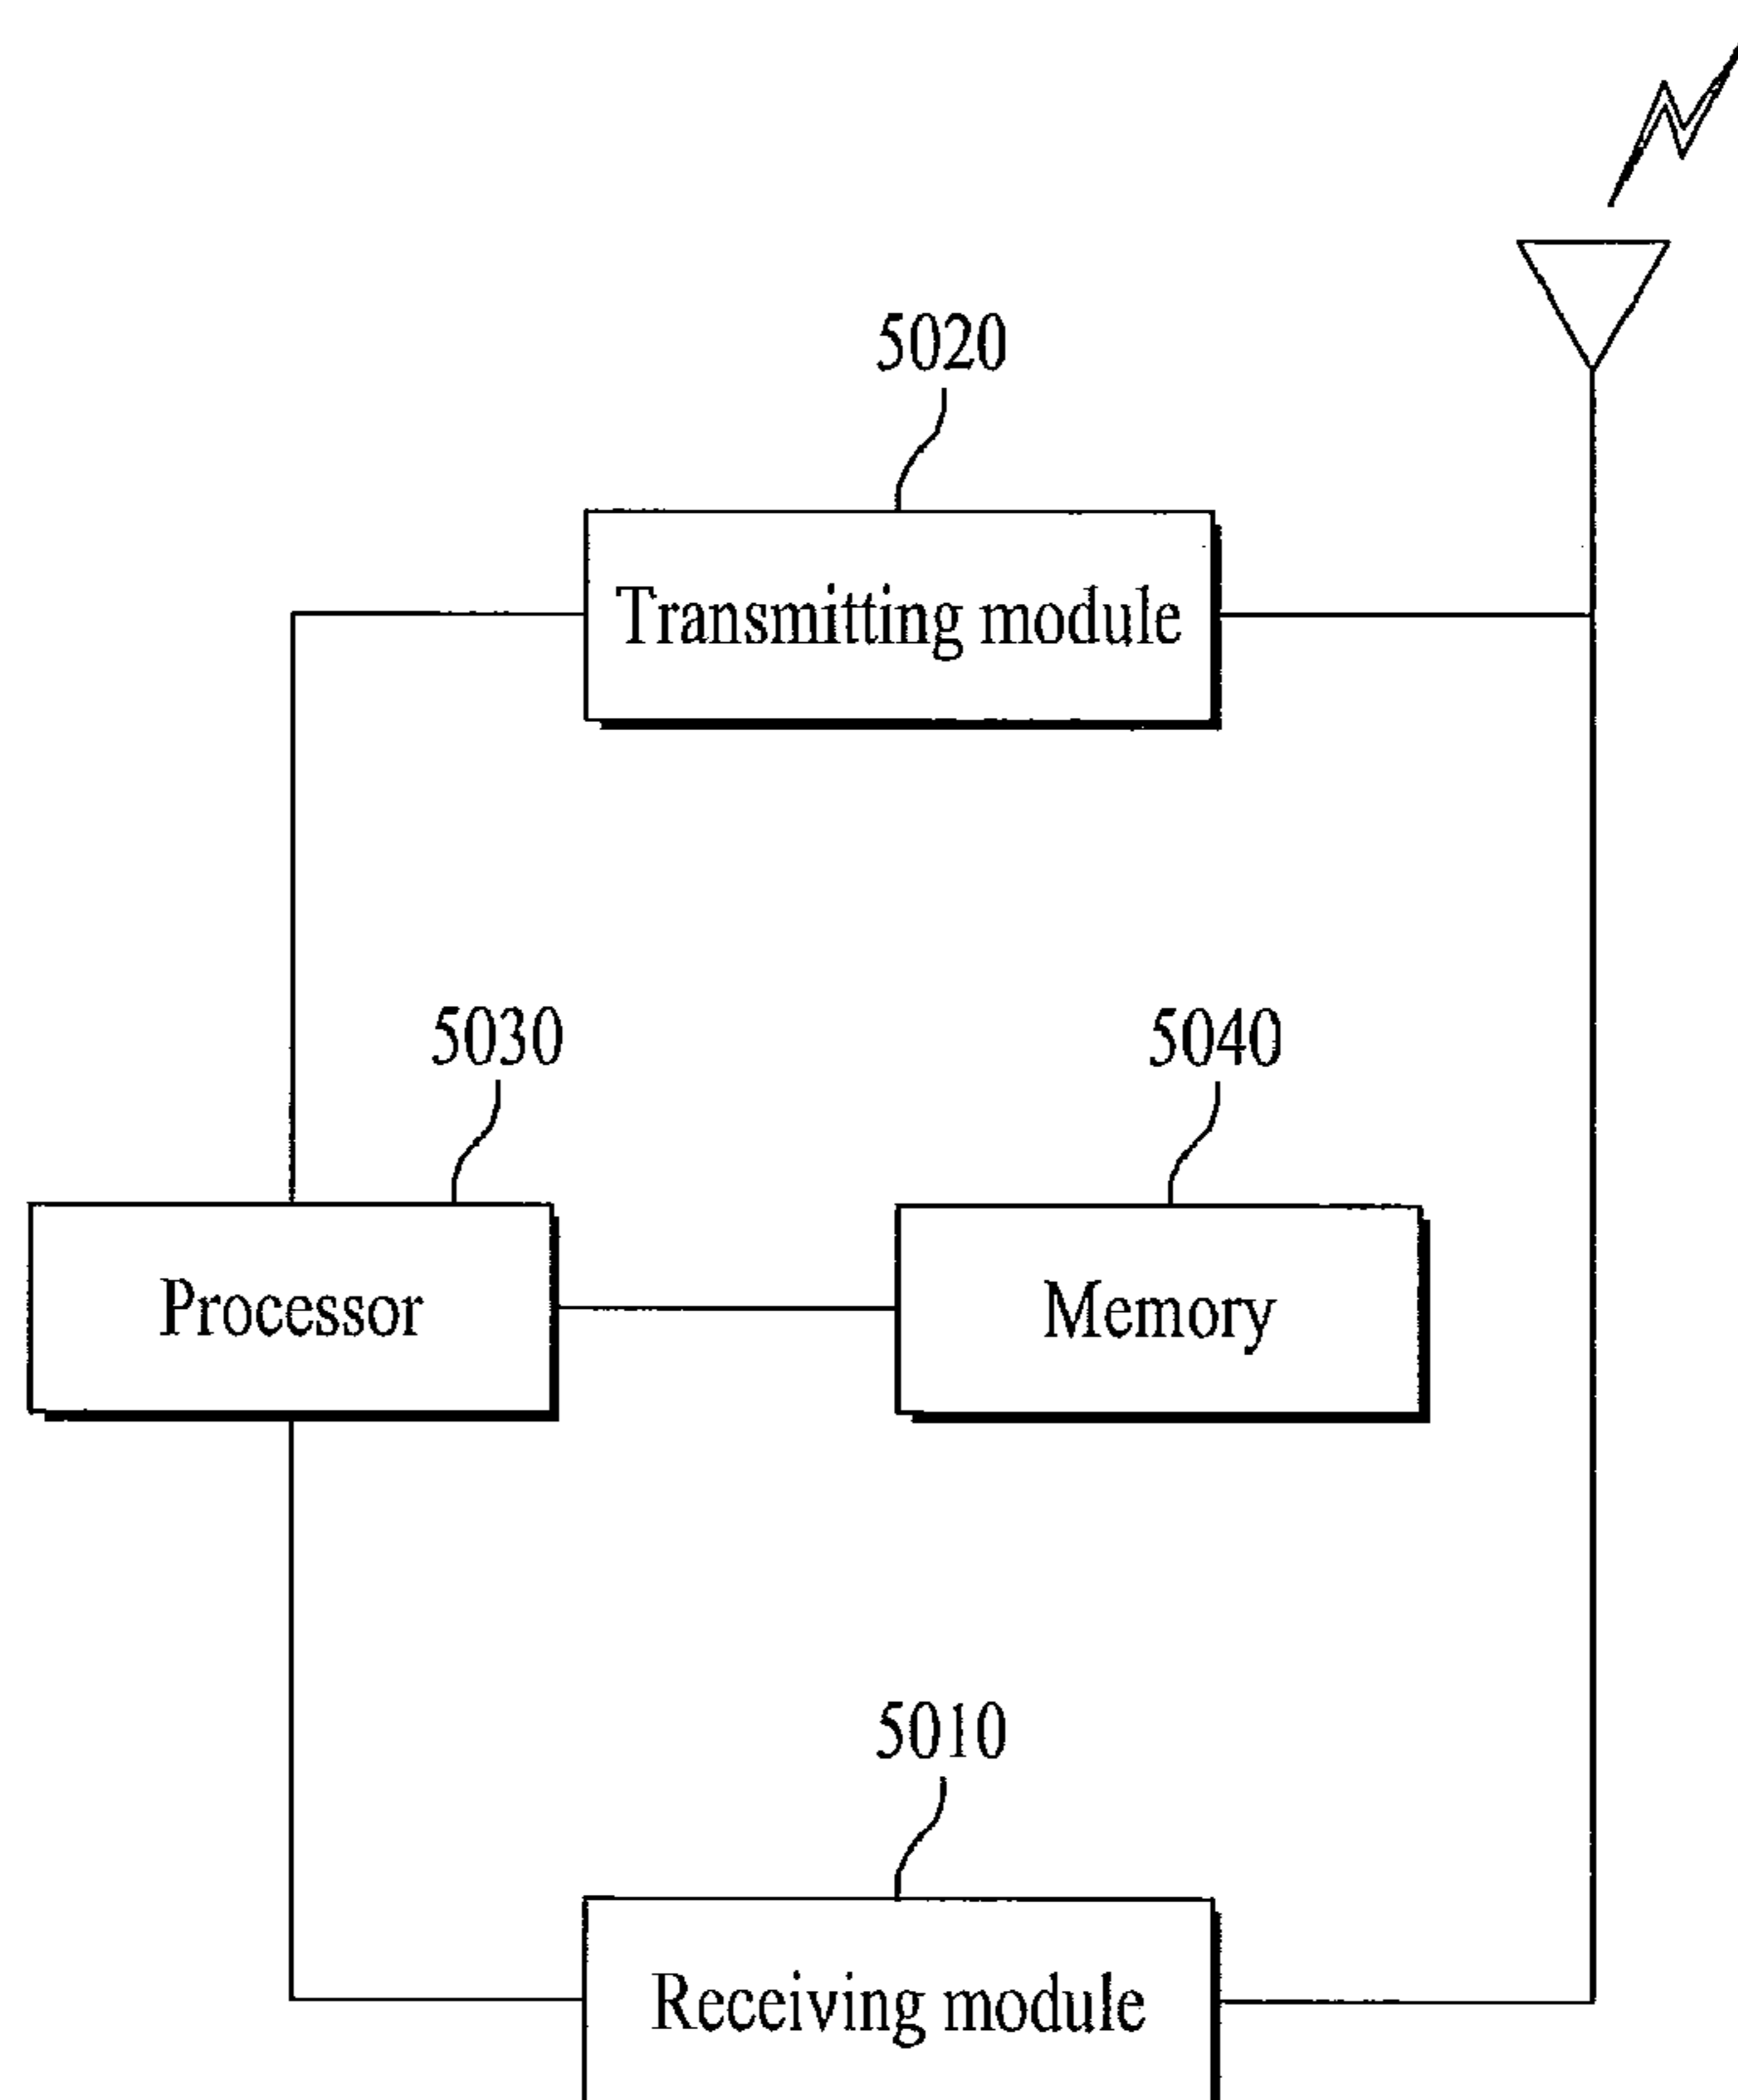 5020
Transmitting module
5030
5040
Processor
Memory
5010
Receiving module